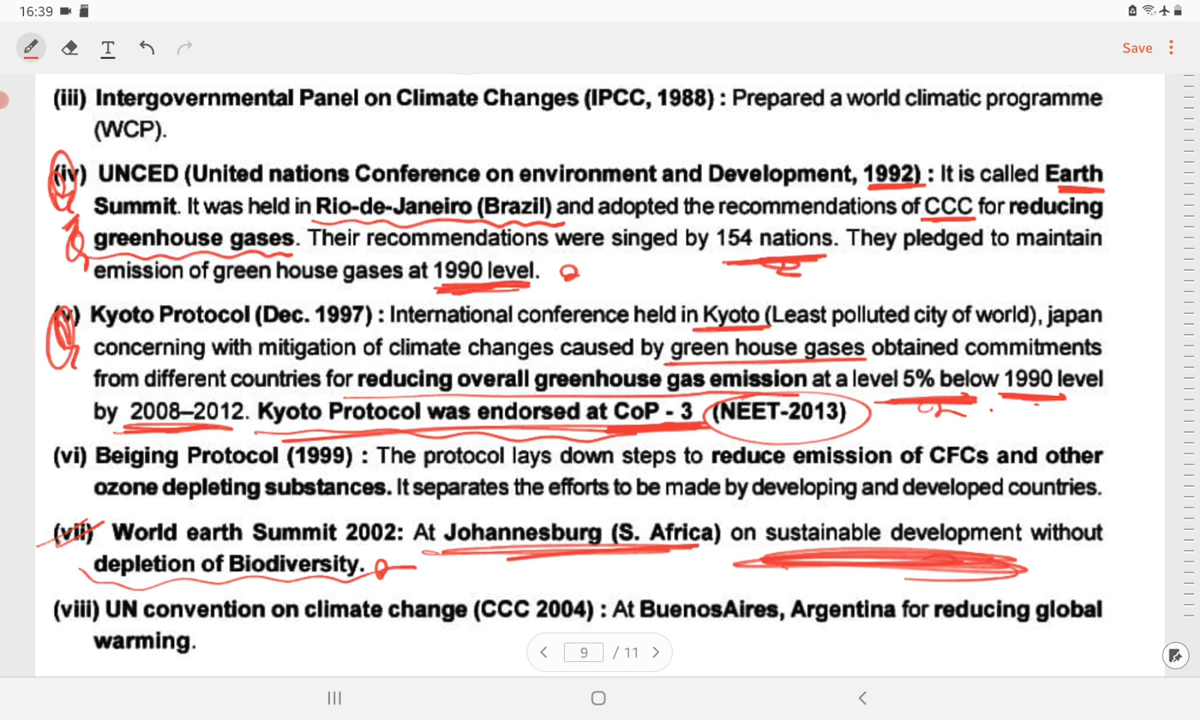 16:39
T
Save
(iii) Intergovernmental Panel on Climate Changes (IPCC, 1988) : Prepared a world climatic programme
(WCP).
(iv) UNCED (United nations Conference on environment and Development, 1992) : It is called Earth
Summit. It was held in Rio-de-Janeiro (Brazil) and adopted the recommendations of CCC for reducing
greenhouse gases. Their recommendations were singed by 154 nations. They pledged to maintain
emission of green house gases at 1990 level.
(v) Kyoto Protocol (Dec. 1997) : International conference held in Kyoto (Least polluted city of world), japan
concerning with mitigation of climate changes caused by green house gases obtained commitments
from different countries for reducing overall greenhouse gas emission at a level 5% below 1990 level
by 2008–2012. Kyoto Protocol was endorsed at CoP - 3 (NEET-2013)
(vi) Beiging Protocol (1999) : The protocol lays down steps to reduce emission of CFCs and other
ozone depleting substances. It separates the efforts to be made by developing and developed countries.
(vii) World earth Summit 2002: At Johannesburg (S. Africa) on sustainable development without
depletion of Biodiversity.
(viii) UN convention on climate change (CCC 2004) : At BuenosAires, Argentina for reducing global
warming.
9 / 11